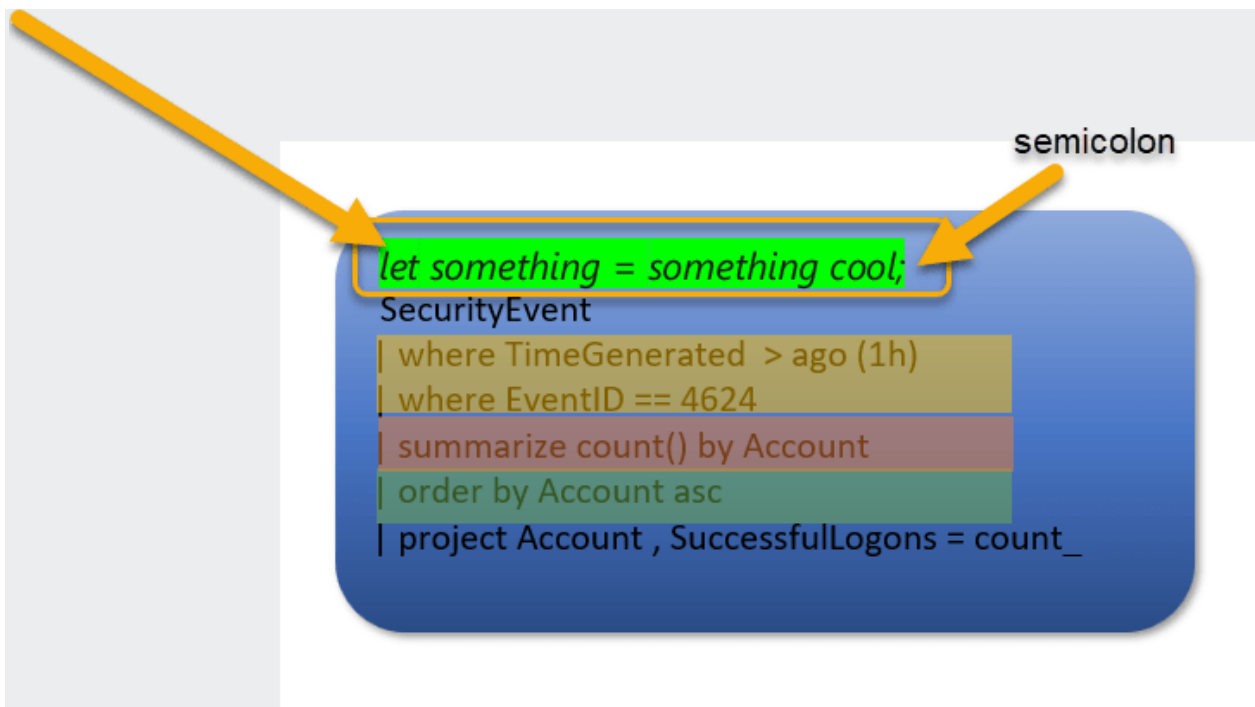 semicolon
let something = something cool;
SecurityEvent
| where TimeGenerated  > ago (1h)
| where EventID == 4624
| summarize count() by Account
| order by Account asc
| project Account , SuccessfulLogons = count_